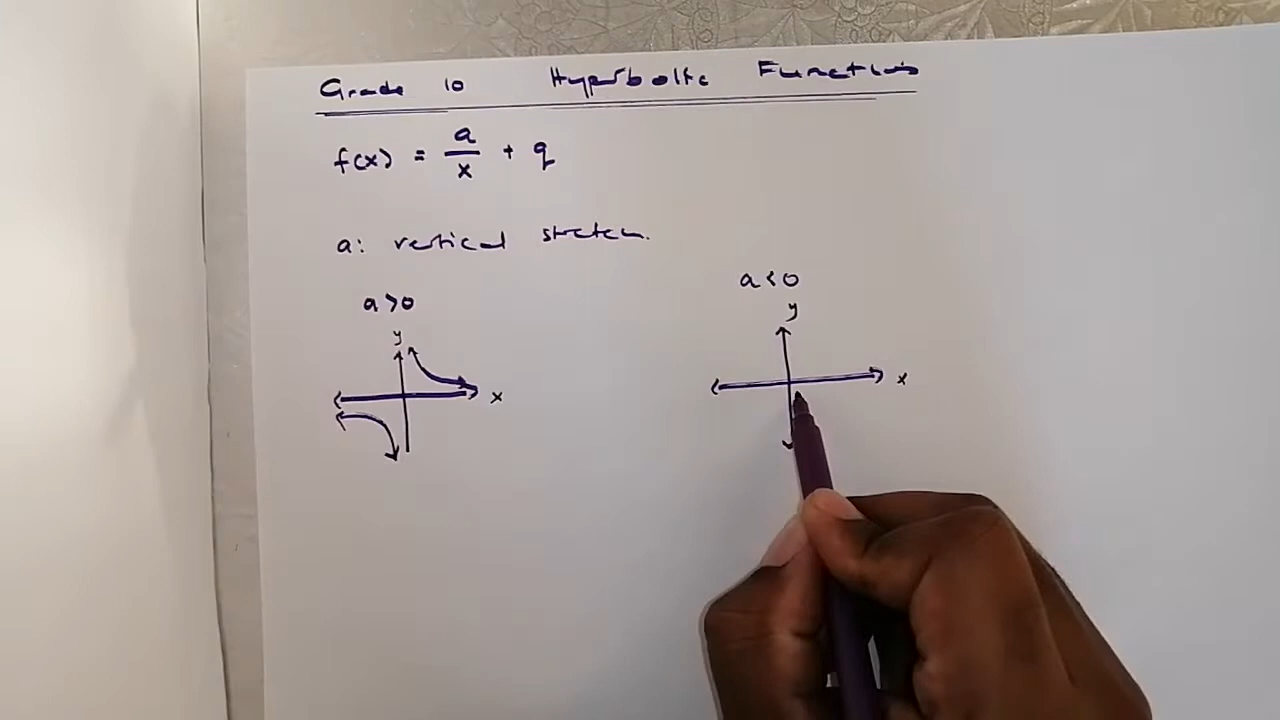 Grade 10 Hyperbolic Functions
f(x) = a/x + q
a: vertical stretch.
a > 0
y
x
a < 0
y
x